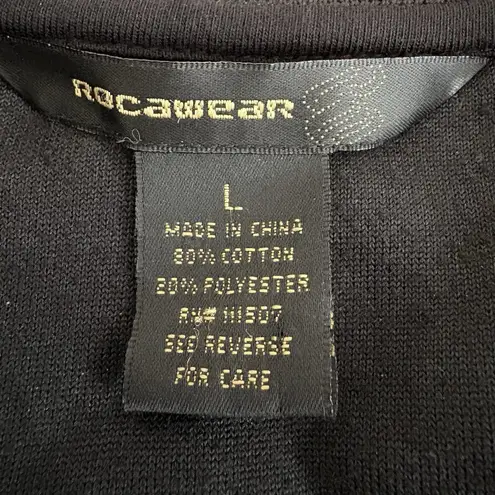 ROCAWEAR
L
MADE IN CHINA
80% COTTON
20% POLYESTER
RN# 111507
SEE REVERSE
FOR CARE